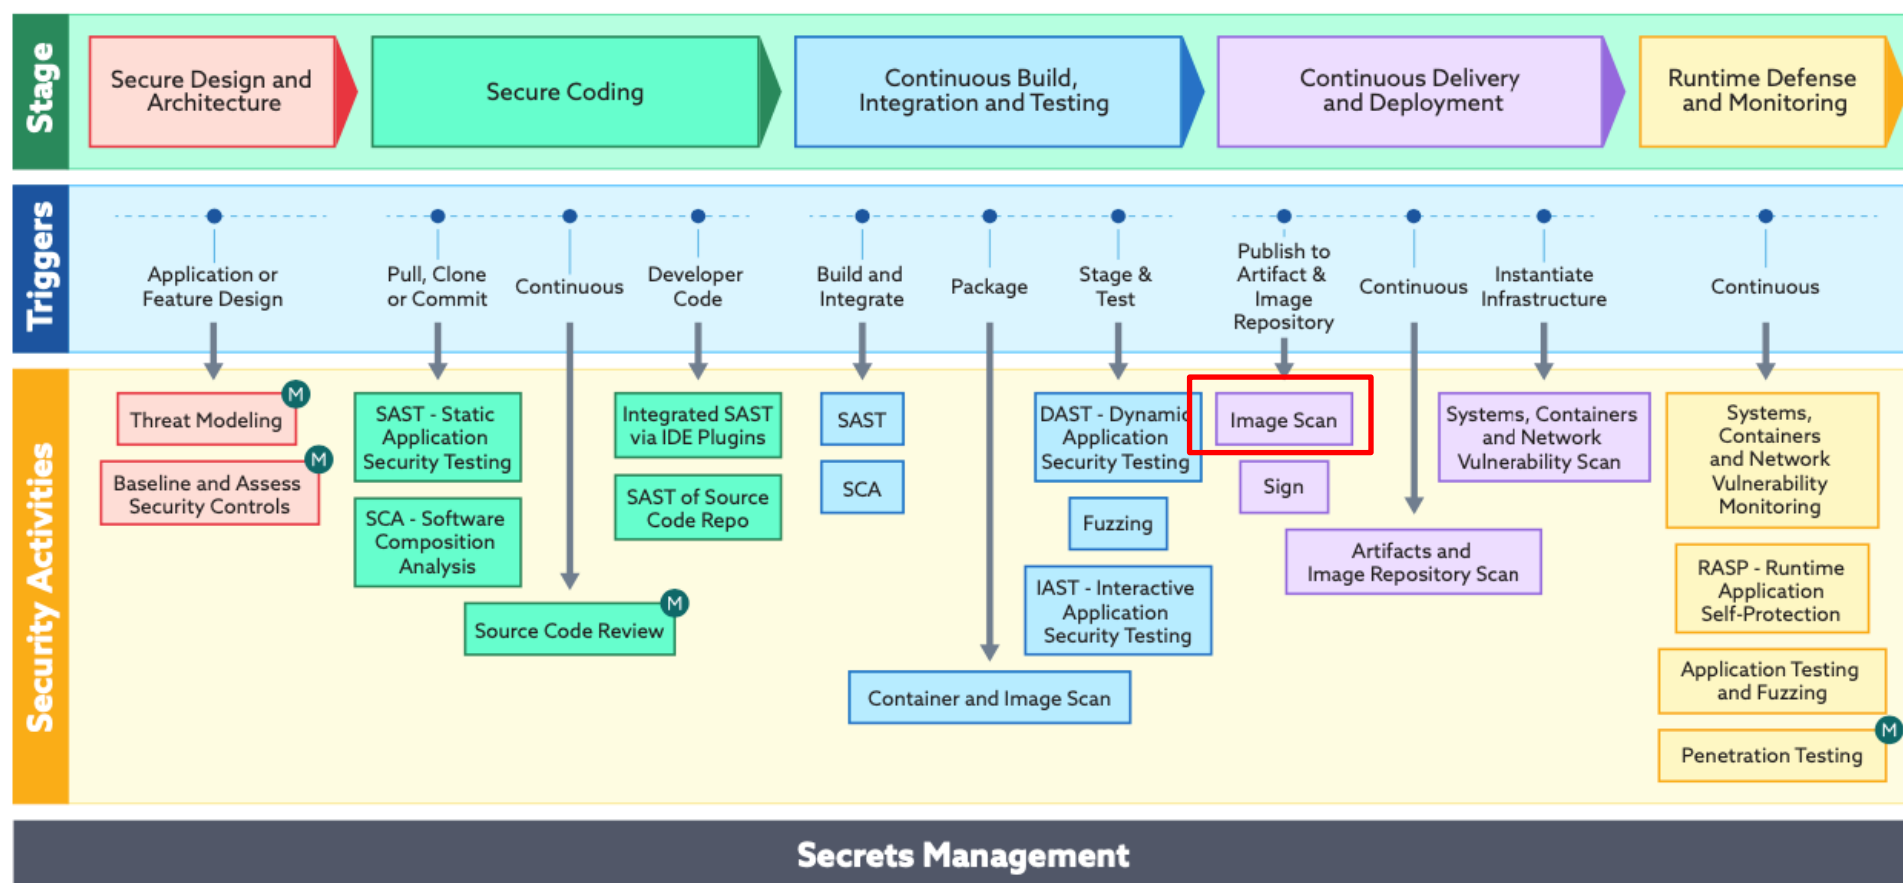 Stage
Secure Design and
Architecture
Secure Coding
Continuous Build,
Integration and Testing
Continuous Delivery
and Deployment
Runtime Defense
and Monitoring
Triggers
Application or
Feature Design
Pull, Clone
or Commit
Continuous
Developer
Code
Build and
Integrate
Package
Stage &
Test
Publish to
Artifact &
Image
Repository
Continuous
Instantiate
Infrastructure
Continuous
Security Activities
Threat Modeling
M
Baseline and Assess
Security Controls
M
SAST - Static
Application
Security Testing
SCA - Software
Composition
Analysis
Source Code Review
M
Integrated SAST
via IDE Plugins
SAST of Source
Code Repo
SAST
SCA
Container and Image Scan
DAST - Dynamic
Application
Security Testing
Fuzzing
IAST - Interactive
Application
Security Testing
Image Scan
Sign
Artifacts and
Image Repository Scan
Systems, Containers
and Network
Vulnerability Scan
Systems,
Containers
and Network
Vulnerability
Monitoring
RASP - Runtime
Application
Self-Protection
Application Testing
and Fuzzing
Penetration Testing
M
Secrets Management